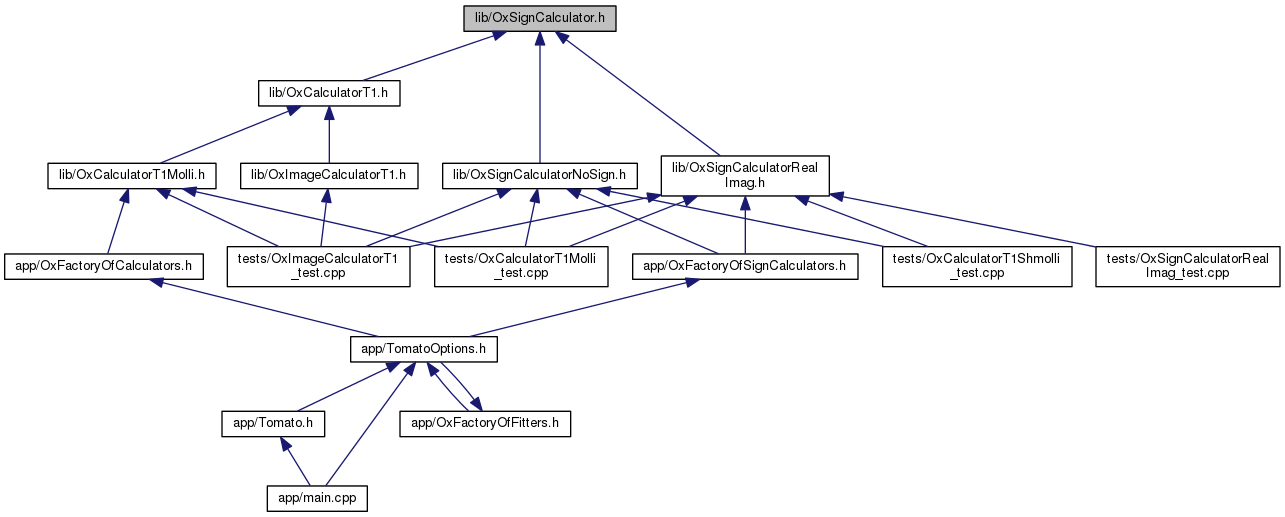 lib/OxSignCalculator.h
lib/OxCalculatorT1.h
lib/OxCalculatorT1Molli.h
lib/OxImageCalculatorT1.h
lib/OxSignCalculatorNoSign.h
lib/OxSignCalculatorReal
Imag.h
app/OxFactoryOfCalculators.h
tests/OxImageCalculatorT1
_test.cpp
tests/OxCalculatorT1Molli
_test.cpp
app/OxFactoryOfSignCalculators.h
tests/OxCalculatorT1Shmolli
_test.cpp
tests/OxSignCalculatorReal
Imag_test.cpp
app/TomatoOptions.h
app/Tomato.h
app/OxFactoryOfFitters.h
app/main.cpp